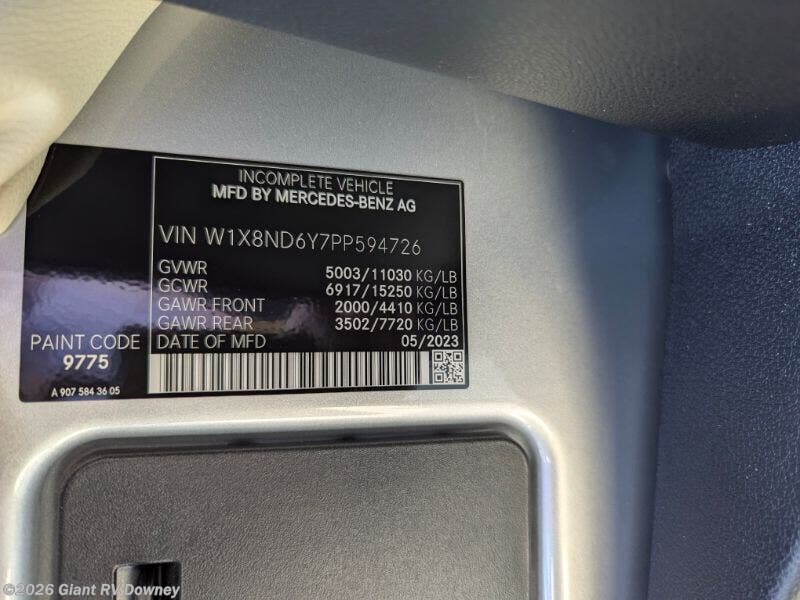 INCOMPLETE VEHICLE
MFD BY MERCEDES-BENZ AG
VIN W1X8ND6Y7PP594726
GVWR 5003/11030 KG/LB
GCWR 6917/15250 KG/LB
GAWR FRONT 2000/4410 KG/LB
GAWR REAR 3502/7720 KG/LB
DATE OF MFD 05/2023
PAINT CODE
9775
A 907 584 36 05
©2026 Giant RV Downey